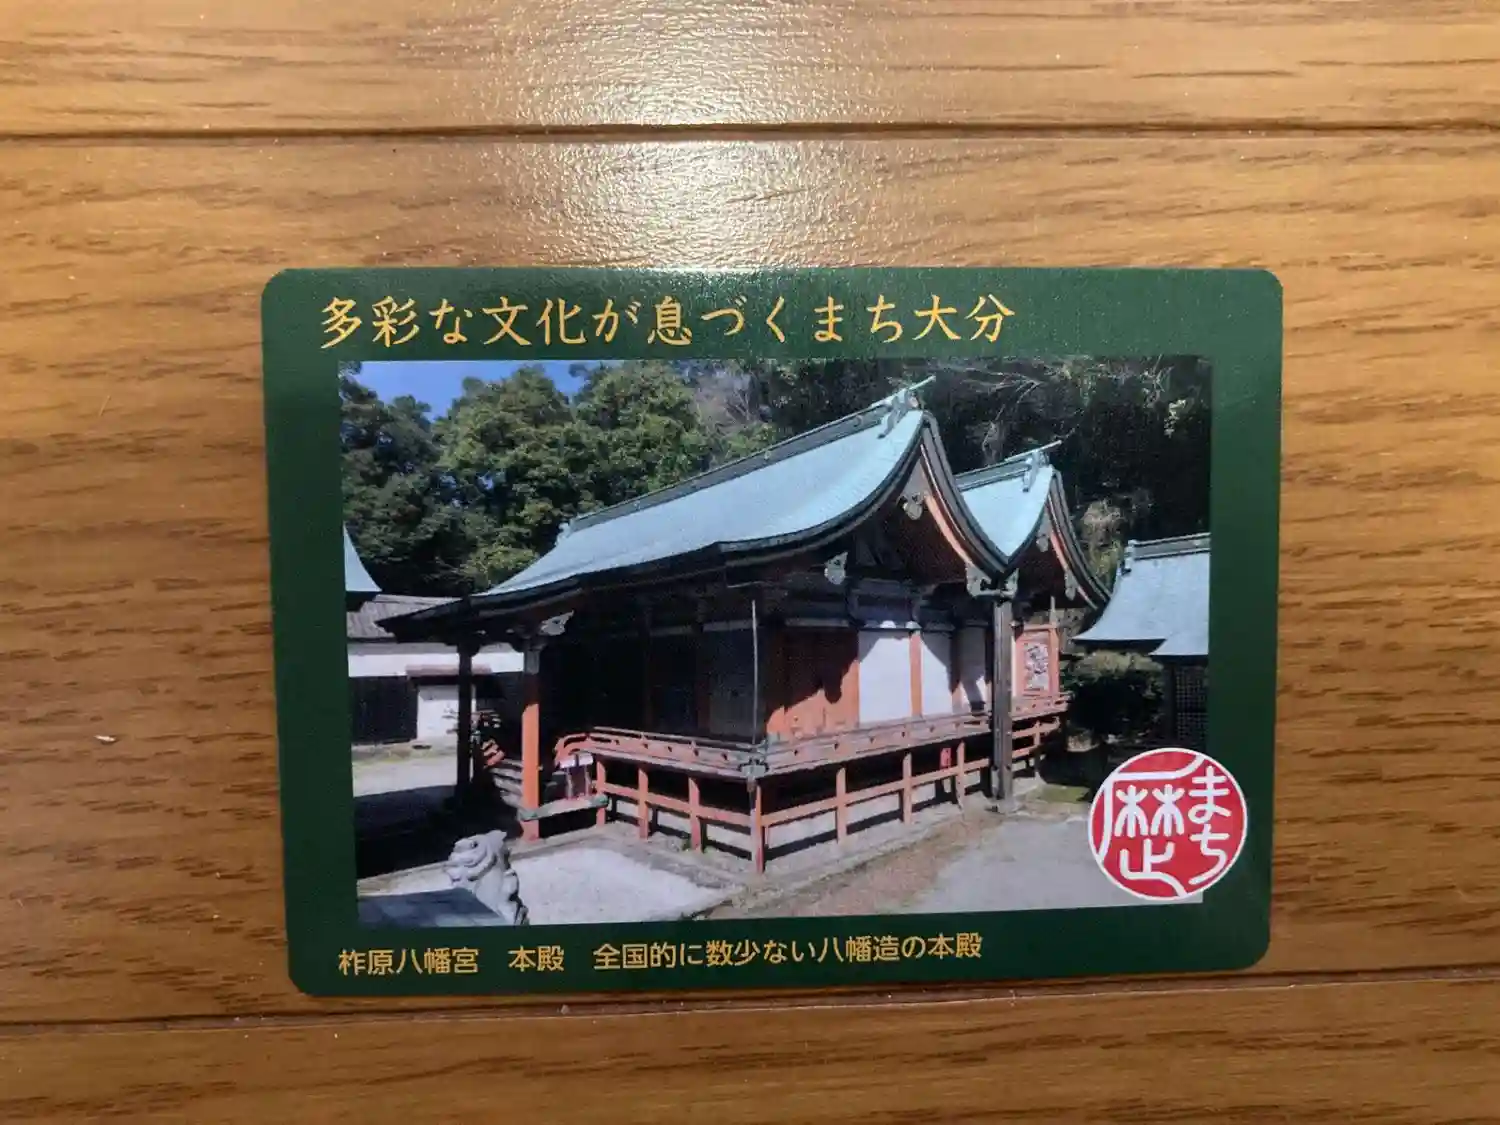 多彩な文化が息づくまち大分
歴まち
柞原八幡宮 本殿 全国的に数少ない八幡造の本殿